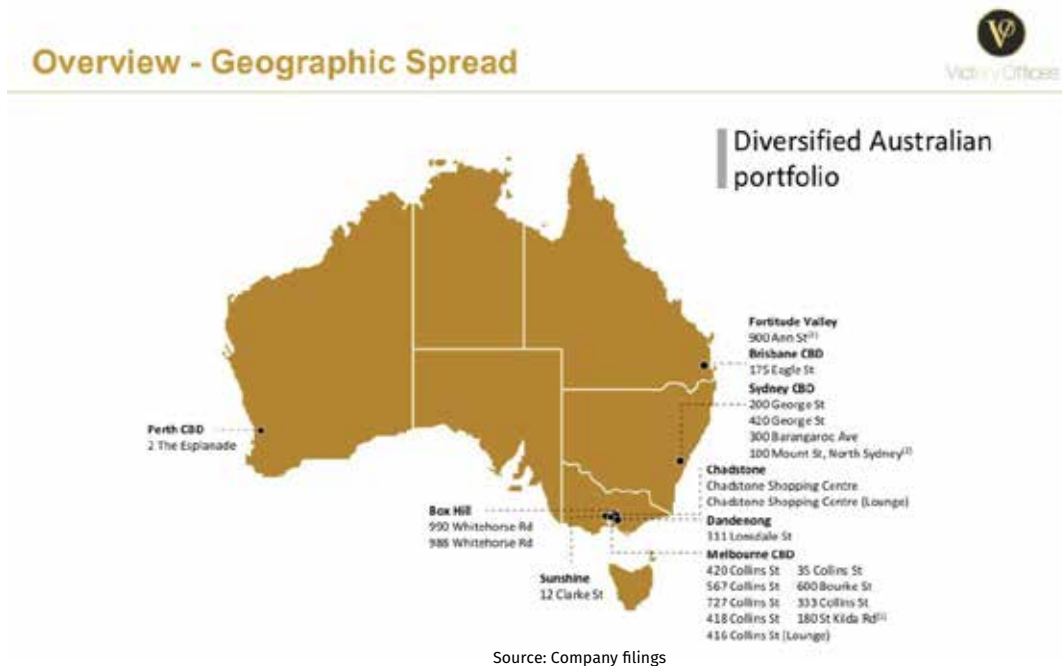 Overview - Geographic Spread
Victory Offices
Diversified Australian
portfolio
Fortitude Valley
900 Ann St
Brisbane CBD
175 Eagle St
Sydney CBD
200 George St
420 George St
300 Barangaroo Ave
100 Mount St, North Sydney
Perth CBD
2 The Esplanade
Chadstone
Chadstone Shopping Centre
Chadstone Shopping Centre (Lounge)
Box Hill
990 Whitehorse Rd
988 Whitehorse Rd
Dandenong
311 Lonsdale St
Melbourne CBD
420 Collins St 35 Collins St
567 Collins St 600 Bourke St
727 Collins St 333 Collins St
418 Collins St 180 St Kilda Rd
416 Collins St (Lounge)
Sunshine
12 Clarke St
Source: Company filings